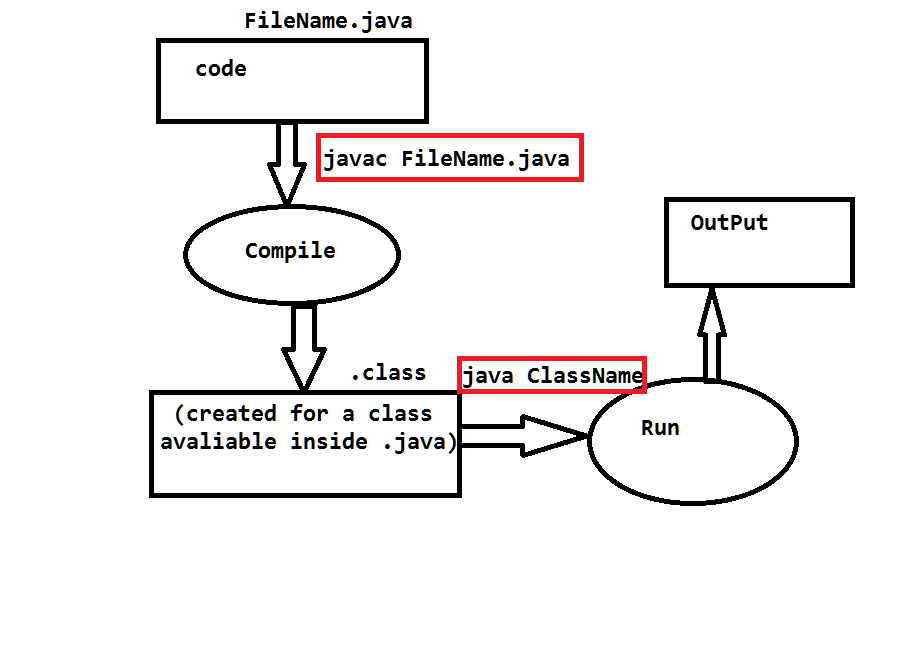 FileName.java
code
javac FileName.java
Compile
OutPut
.class
java ClassName
(created for a class
avaliable inside .java)
Run